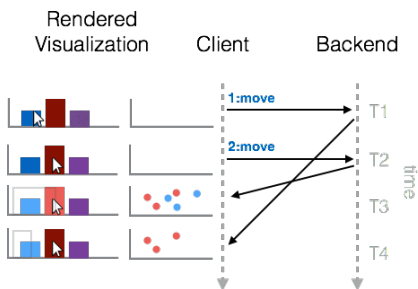 Rendered
Visualization Client Backend
1:move
T1
2:move
T2
T3
T4
time